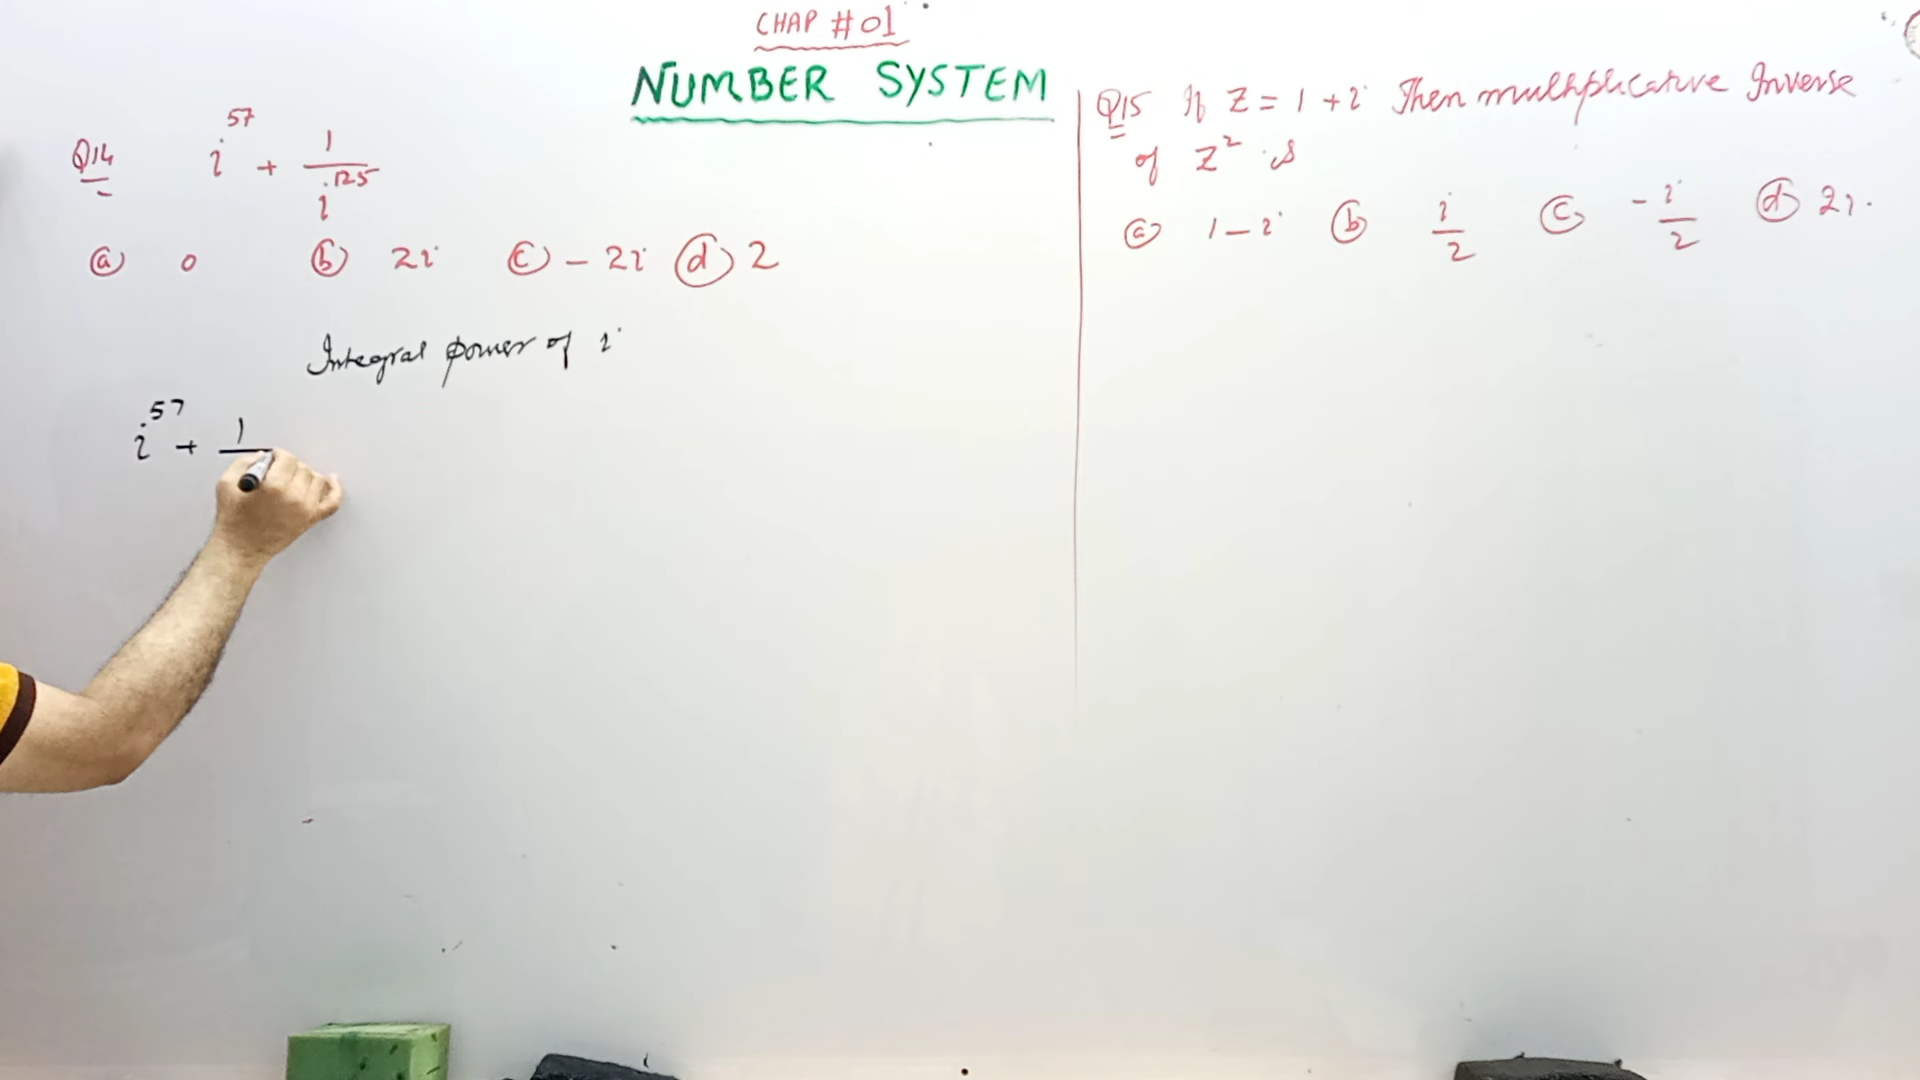 CHAP #01
NUMBER SYSTEM
Q14 i^57 + 1/i^125
ⓐ 0 ⓑ 2i ⓒ -2i ⓓ 2
Integral power of i
i^57 + 1
Q15 If Z = 1 + i Then multiplicative Inverse
of Z² is
ⓐ 1-i ⓑ i/2 ⓒ -i/2 ⓓ 2i.